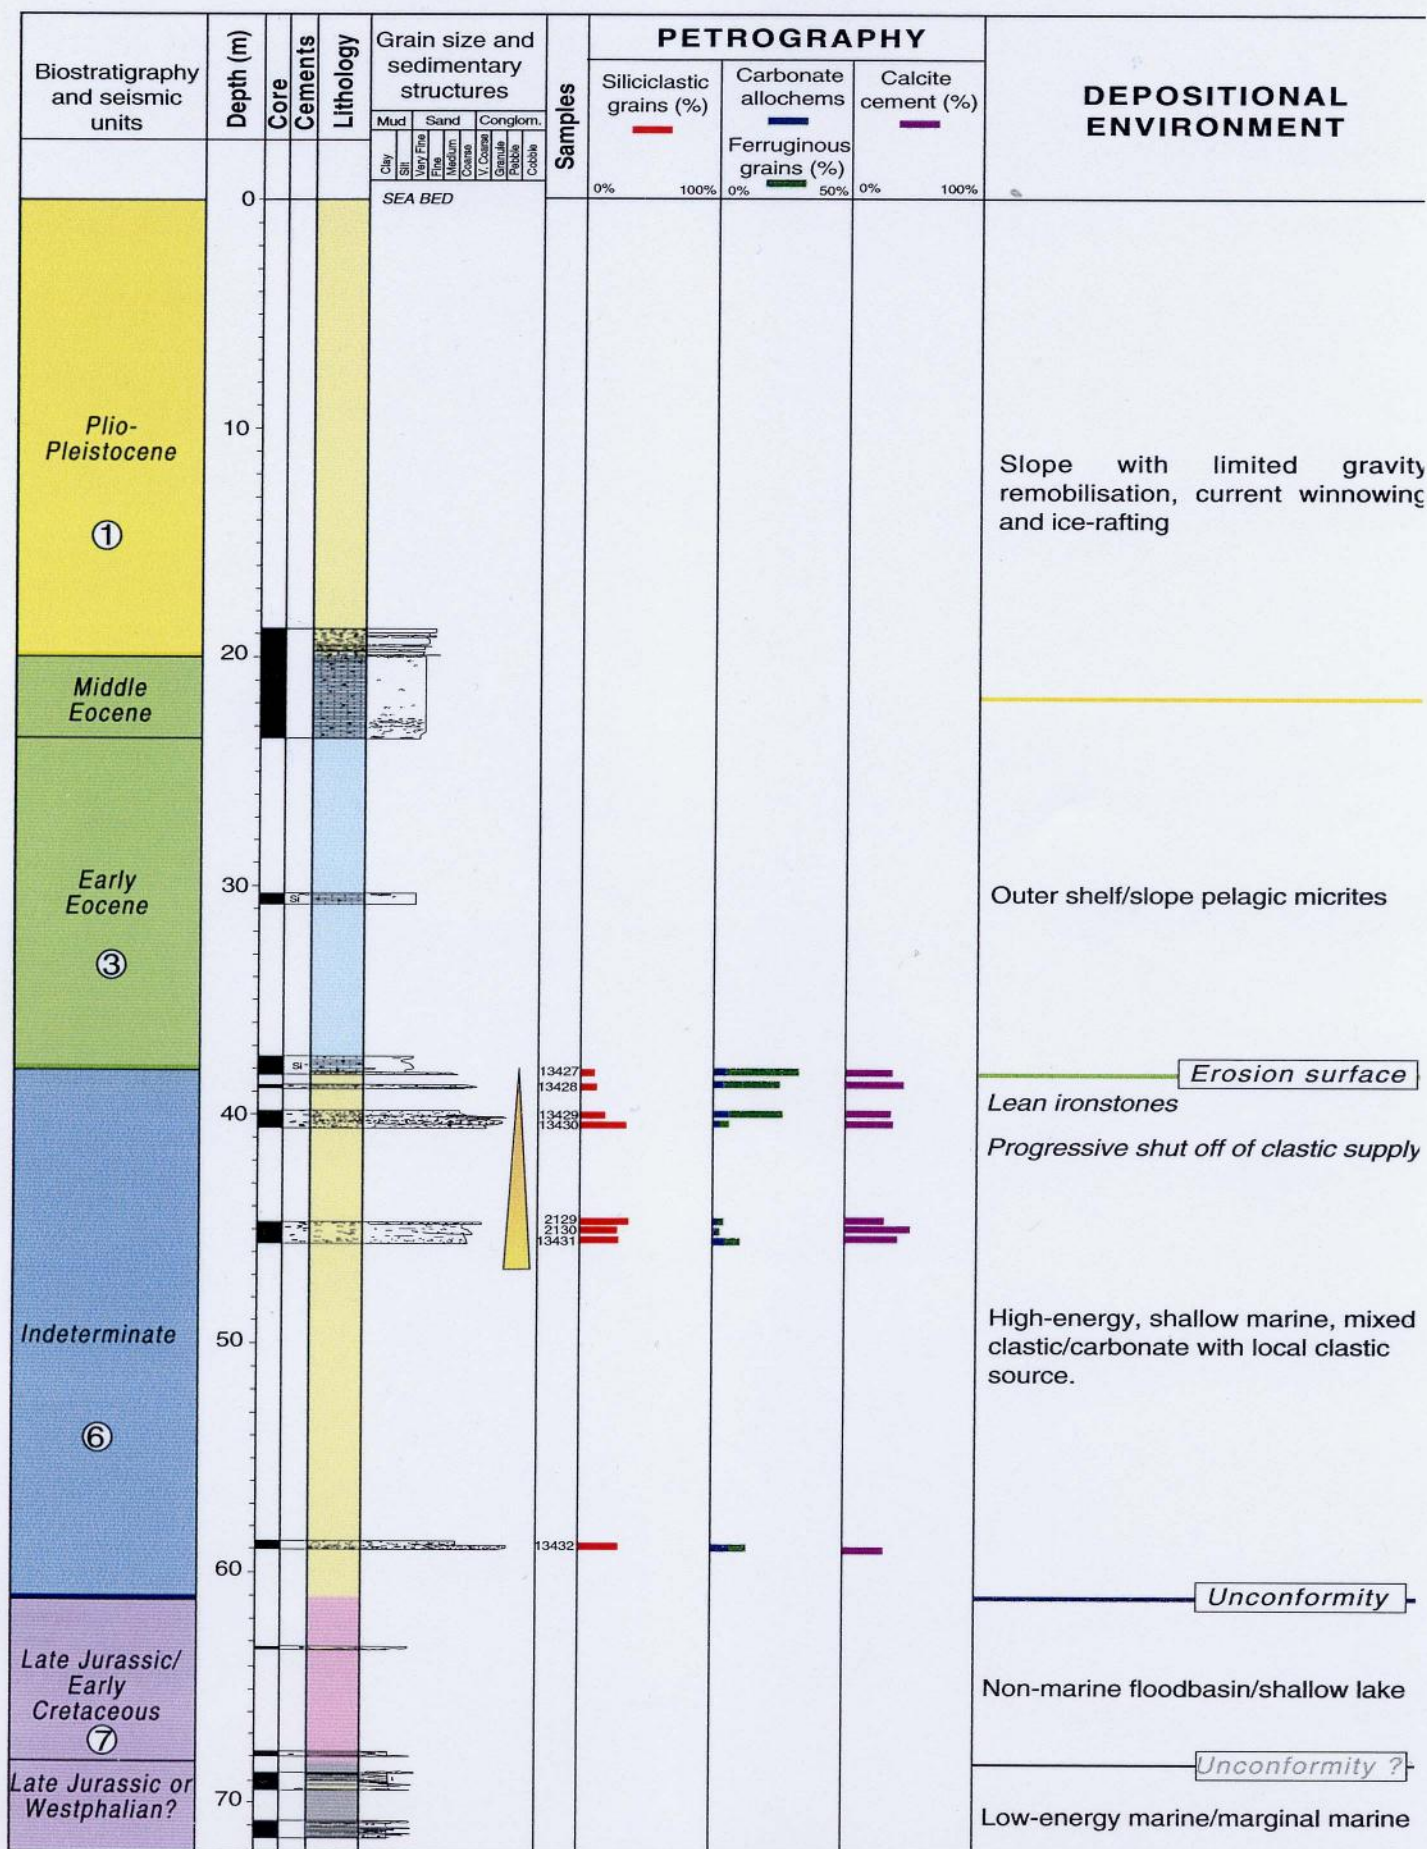 Biostratigraphy
and seismic
units
Depth (m)
Core
Cements
Lithology
Grain size and
sedimentary
structures
Mud
Sand
Conglom.
Clay
Silt
Very Fine
Fine
Medium
Coarse
V. Coarse
Granule
Pebble
Cobble
Samples
PETROGRAPHY
Siliciclastic
grains (%)
0% 100%
Carbonate
allochems
Ferruginous
grains (%)
0% 50%
Calcite
cement (%)
0% 100%
DEPOSITIONAL
ENVIRONMENT
0
SEA BED
Plio-
Pleistocene
1
10
Slope with limited gravity
remobilisation, current winnowing
and ice-rafting
20
Middle
Eocene
Early
Eocene
3
30
Si
Outer shelf/slope pelagic micrites
Si
13427
13428
13429
13430
Erosion surface
40
Lean ironstones
Progressive shut off of clastic supply
2129
2130
13431
Indeterminate
6
50
High-energy, shallow marine, mixed
clastic/carbonate with local clastic
source.
13432
60
Unconformity
Late Jurassic/
Early
Cretaceous
7
Non-marine floodbasin/shallow lake
Unconformity ?
Late Jurassic or
Westphalian?
70
Low-energy marine/marginal marine